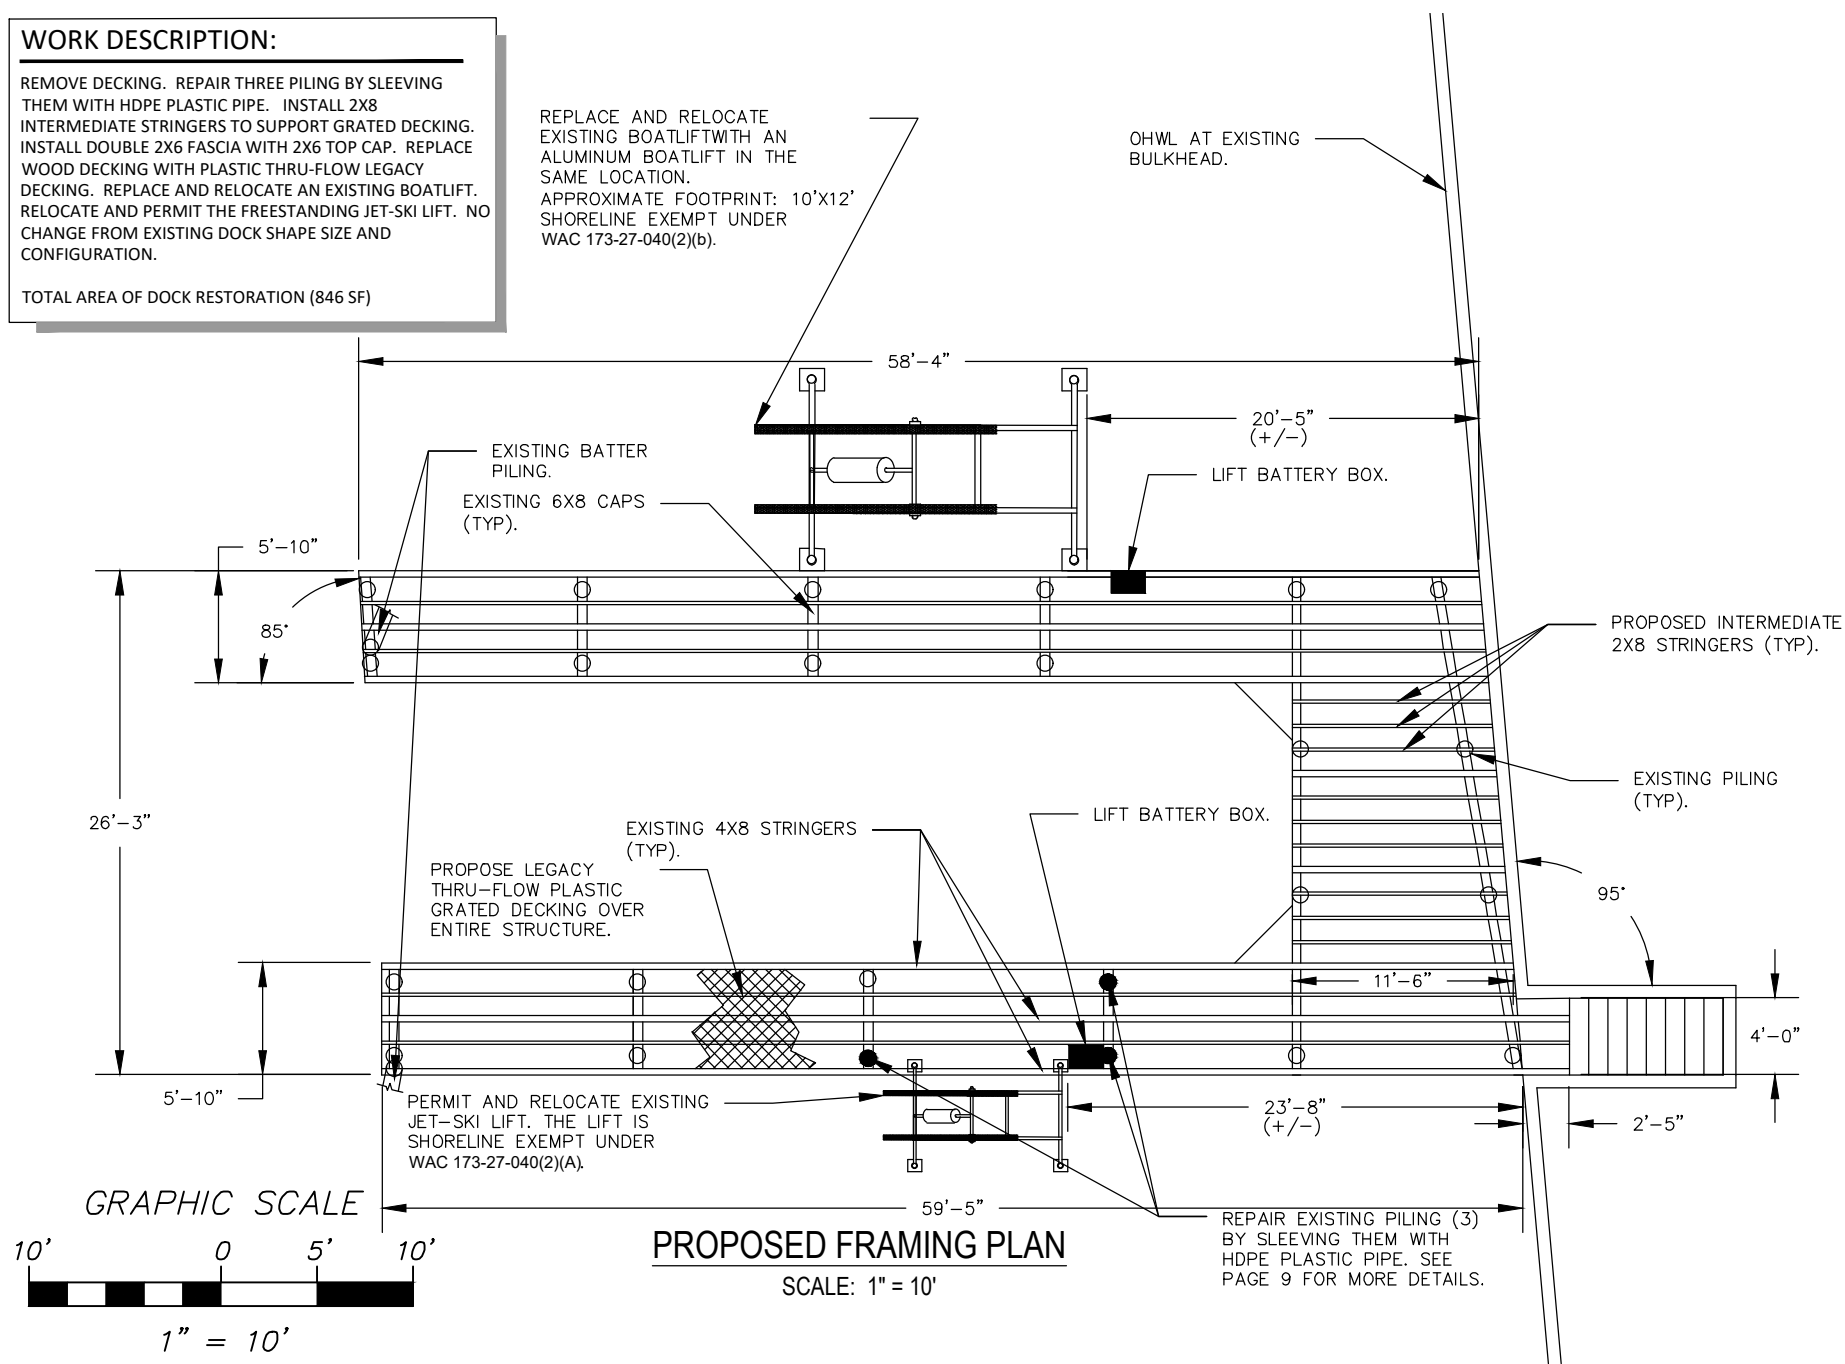 WORK DESCRIPTION:
REMOVE DECKING. REPAIR THREE PILING BY SLEEVING
THEM WITH HDPE PLASTIC PIPE. INSTALL 2X8
INTERMEDIATE STRINGERS TO SUPPORT GRATED DECKING.
INSTALL DOUBLE 2X6 FASCIA WITH 2X6 TOP CAP. REPLACE
WOOD DECKING WITH PLASTIC THRU-FLOW LEGACY
DECKING. REPLACE AND RELOCATE AN EXISTING BOATLIFT.
RELOCATE AND PERMIT THE FREESTANDING JET-SKI LIFT. NO
CHANGE FROM EXISTING DOCK SHAPE SIZE AND
CONFIGURATION.
TOTAL AREA OF DOCK RESTORATION (846 SF)
REPLACE AND RELOCATE
EXISTING BOATLIFTWITH AN
ALUMINUM BOATLIFT IN THE
SAME LOCATION.
APPROXIMATE FOOTPRINT: 10'X12'
SHORELINE EXEMPT UNDER
WAC 173-27-040(2)(b).
OHWL AT EXISTING
BULKHEAD.
58'-4"
20'-5"
(+/-)
EXISTING BATTER
PILING.
LIFT BATTERY BOX.
EXISTING 6X8 CAPS
(TYP).
5'-10"
85°
PROPOSED INTERMEDIATE
2X8 STRINGERS (TYP).
26'-3"
EXISTING PILING
(TYP).
LIFT BATTERY BOX.
EXISTING 4X8 STRINGERS
(TYP).
PROPOSE LEGACY
THRU-FLOW PLASTIC
GRATED DECKING OVER
ENTIRE STRUCTURE.
95°
11'-6"
4'-0"
5'-10"
PERMIT AND RELOCATE EXISTING
JET-SKI LIFT. THE LIFT IS
SHORELINE EXEMPT UNDER
WAC 173-27-040(2)(A).
23'-8"
(+/-)
2'-5"
59'-5"
REPAIR EXISTING PILING (3)
BY SLEEVING THEM WITH
HDPE PLASTIC PIPE. SEE
PAGE 9 FOR MORE DETAILS.
GRAPHIC SCALE
10' 0 5' 10'
1" = 10'
PROPOSED FRAMING PLAN
SCALE: 1" = 10'